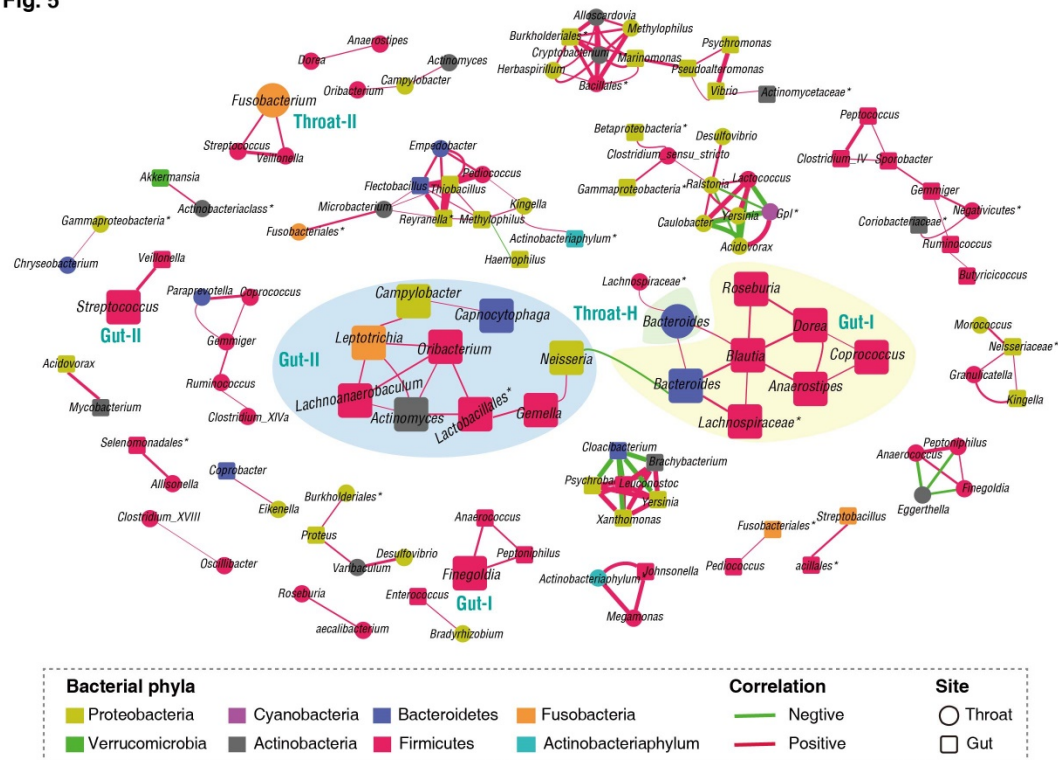 Fig. 5
Alloscardovia
Burkholderiales*
Methylophilus
Cryptobacterium
Marinomonas
Herbaspirillum
Bacillales*
Psychromonas
Pseudoalteromonas
Vibrio
Actinomycetaceae*
Anaerostipes
Dorea
Actinomyces
Campylobacter
Oribacterium
Fusobacterium
Throat-II
Streptococcus
Veillonella
Akkermansia
Actinobacteriaclass*
Gammaproteobacteria*
Chryseobacterium
Veillonella
Streptococcus
Gut-II
Empedobacter
Pediococcus
Flectobacillus
Thiobacillus
Microbacterium
Kingella
Reyranella*
Methylophilus
Fusobacteriales*
Actinobacteriaphylum*
Haemophilus
Betaproteobacteria*
Desulfovibrio
Clostridium_sensu_stricto
Gammaproteobacteria*
Ralstonia
Lactococcus
Caulobacter
Yersinia
GpI*
Acidovorax
Peptococcus
Clostridium_IV
Sporobacter
Gemmiger
Negativicutes*
Coriobacteriaceae*
Ruminococcus
Butyricicoccus
Paraprevotella
Coprococcus
Gemmiger
Ruminococcus
Clostridium_XIVa
Campylobacter
Capnocytophaga
Leptotrichia
Oribacterium
Gut-II
Neisseria
Lachnoanaerobaculum
Actinomyces
Lactobacillales*
Gemella
Lachnospiraceae*
Throat-H
Bacteroides
Roseburia
Dorea
Gut-I
Blautia
Coprococcus
Bacteroides
Anaerostipes
Lachnospiraceae*
Morococcus
Neisseriaceae*
Granulicatella
Kingella
Acidovorax
Mycobacterium
Selenomonadales*
Allisonella
Clostridium_XVIII
Oscillibacter
Coprobacter
Eikenella
Burkholderiales*
Proteus
Desulfovibrio
Varibaculum
Roseburia
aecalibacterium
Anaerococcus
Peptoniphilus
Finegoldia
Gut-I
Enterococcus
Bradyrhizobium
Cloacibacterium
Brachybacterium
Psychroba
Leuconostoc
Yersinia
Xanthomonas
Actinobacteriaphylum*
Johnsonella
Megamonas
Fusobacteriales*
Streptobacillus
Pediococcus
acillales*
Peptoniphilus
Anaerococcus
Finegoldia
Eggerthella
Bacterial phyla
Correlation
Site
Proteobacteria
Cyanobacteria
Bacteroidetes
Fusobacteria
Negtive
Throat
Verrucomicrobia
Actinobacteria
Firmicutes
Actinobacteriaphylum
Positive
Gut